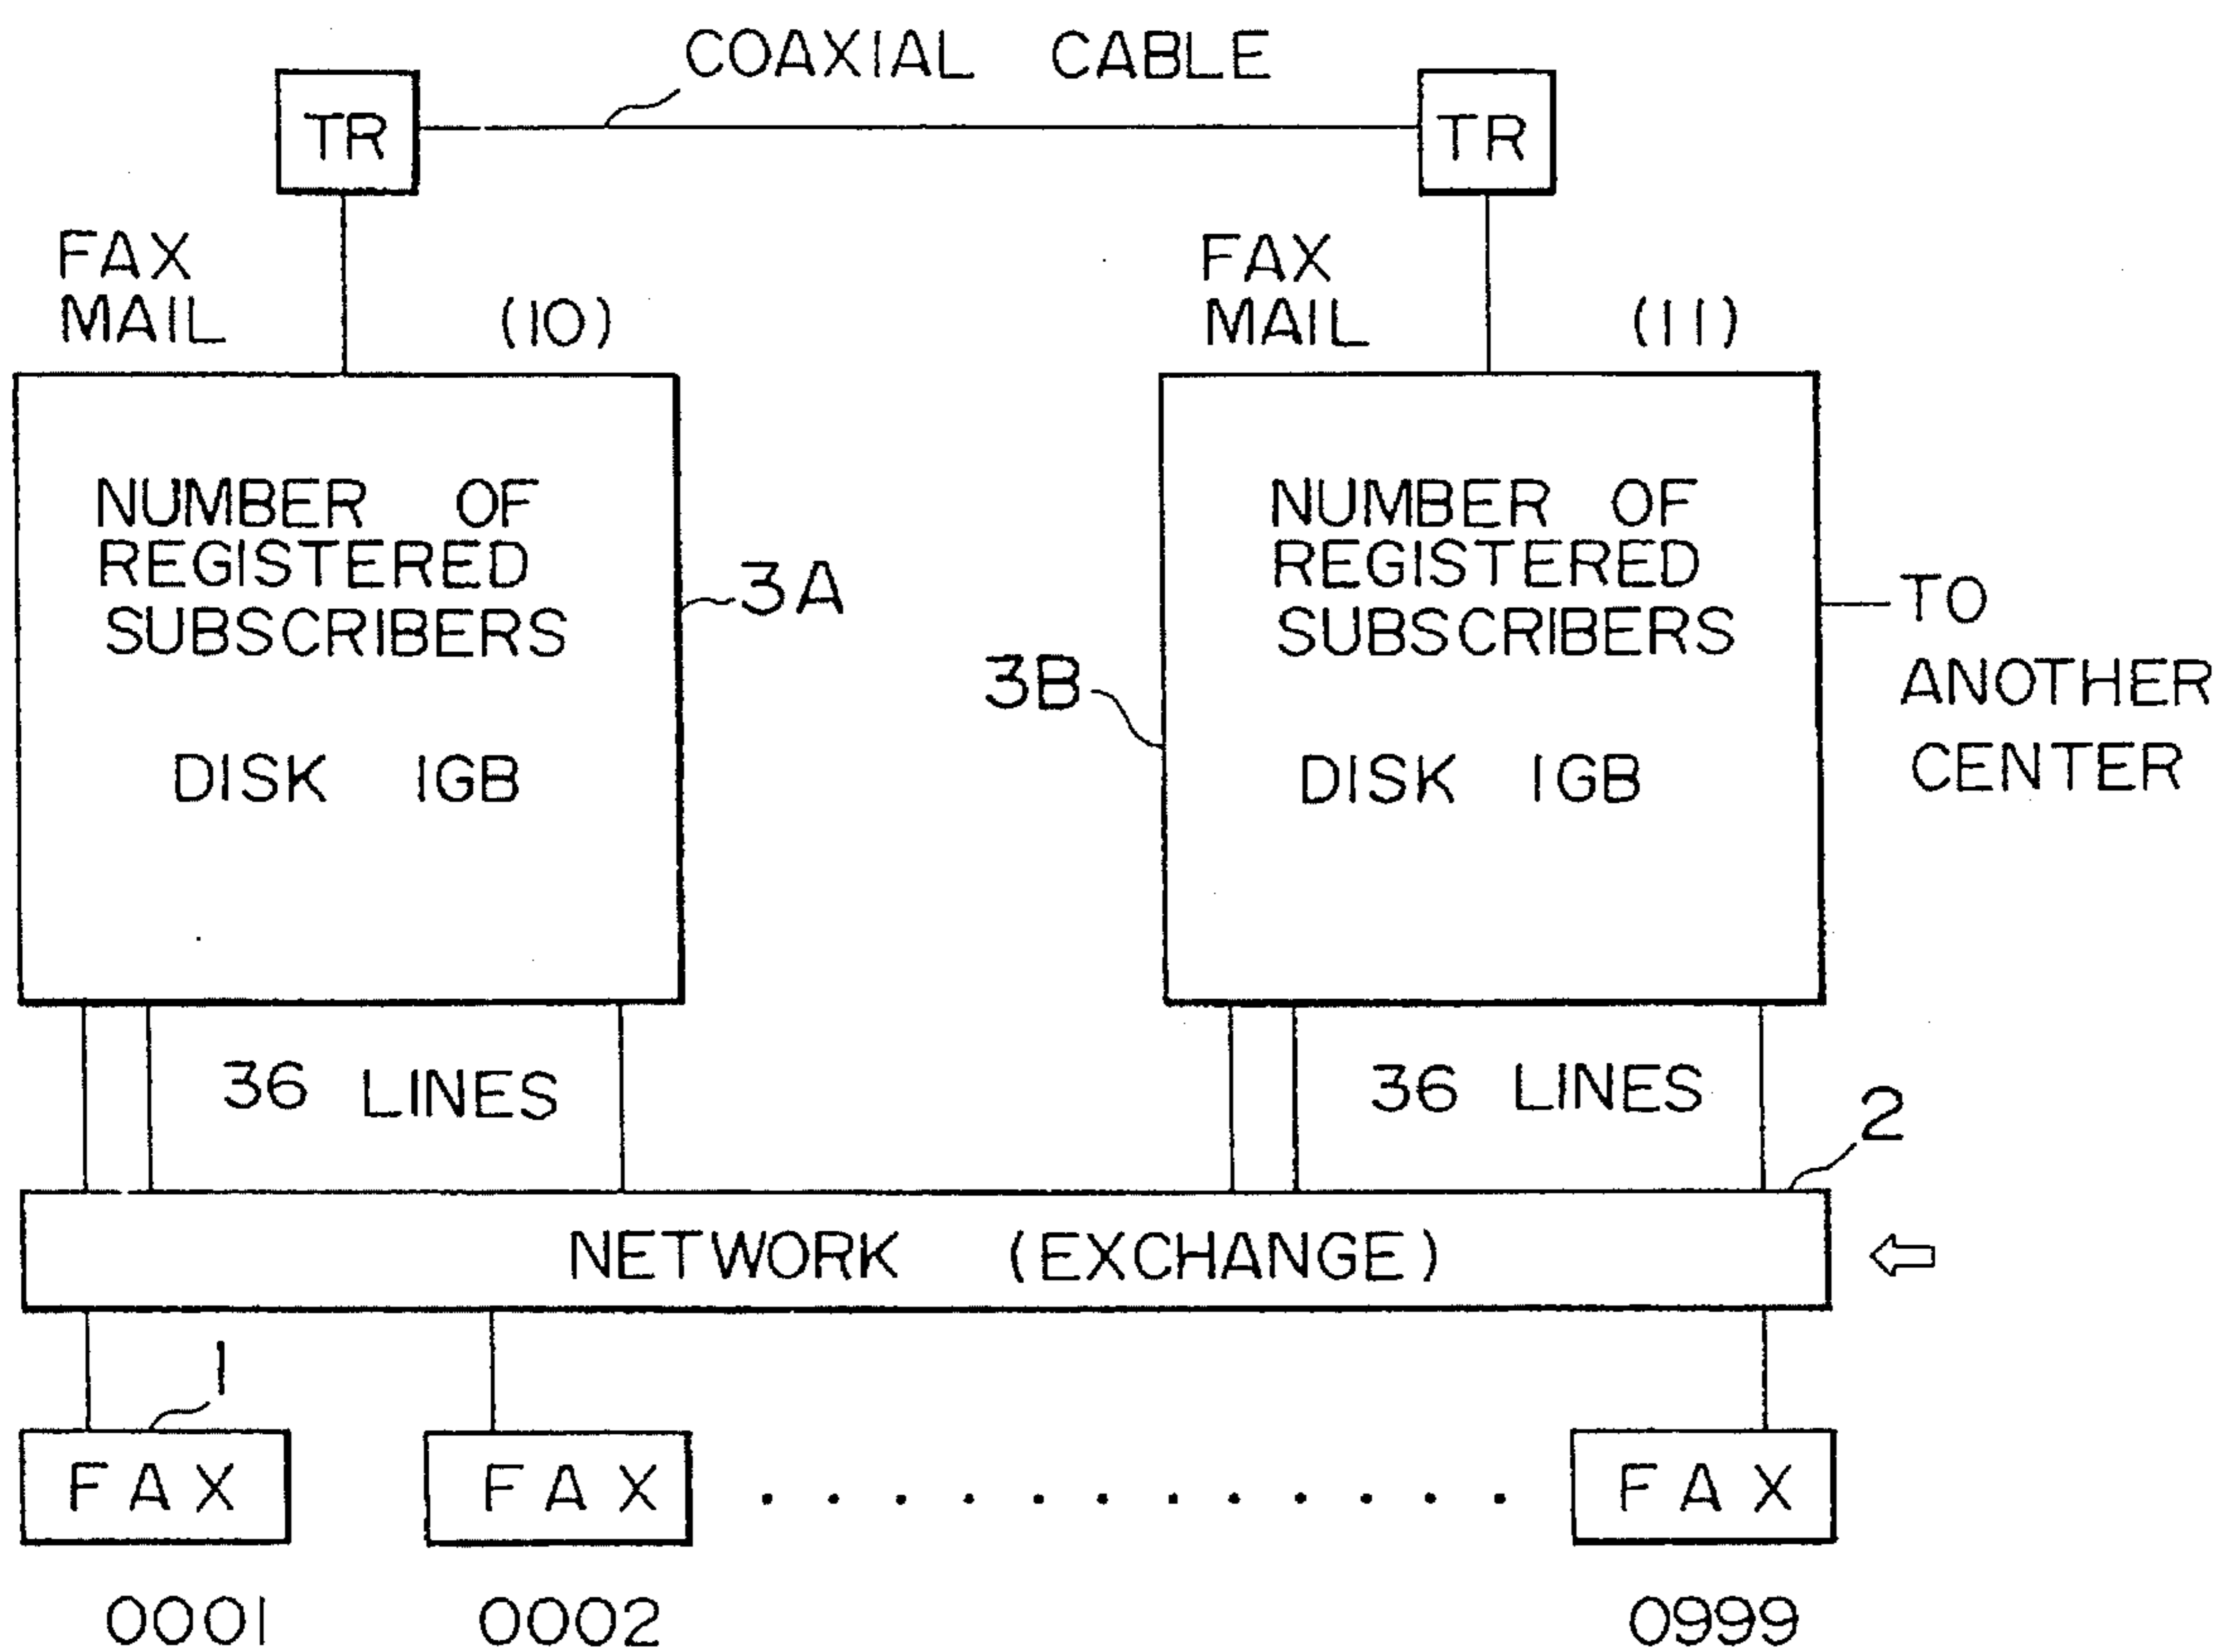 COAXIAL CABLE
TR
TR
FAX
MAIL
(10)
FAX
MAIL
(11)
NUMBER OF
REGISTERED
SUBSCRIBERS
DISK 1GB
3A
NUMBER OF
REGISTERED
SUBSCRIBERS
DISK 1GB
3B
TO
ANOTHER
CENTER
36 LINES
36 LINES
2
NETWORK (EXCHANGE)
1
FAX
FAX
FAX
0001
0002
0999